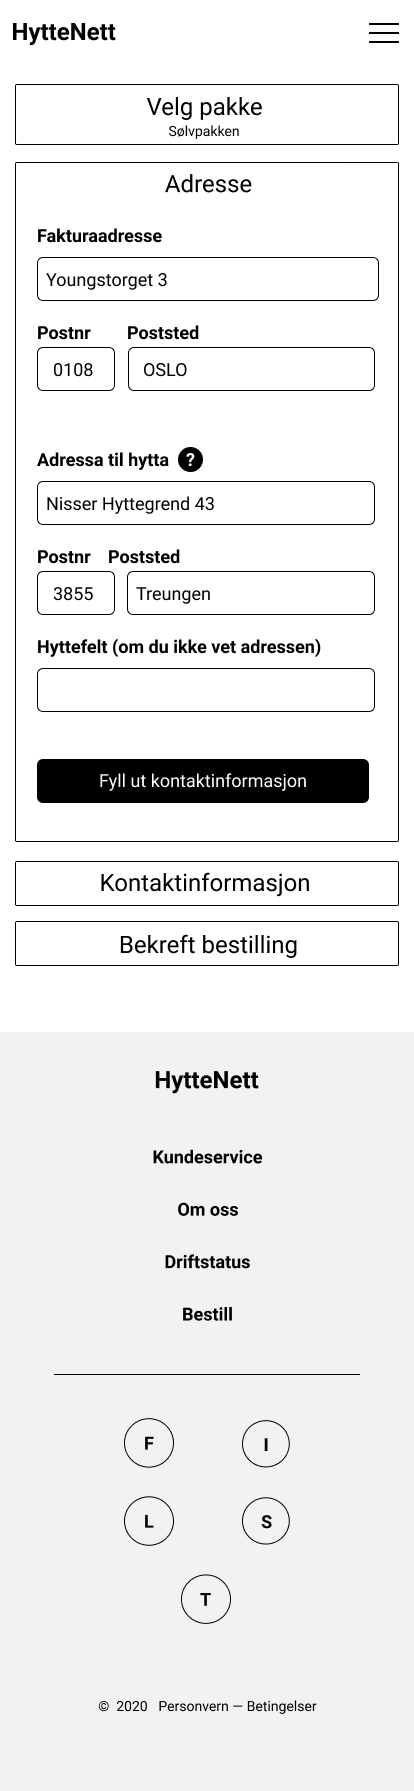 HytteNett
Velg pakke
Sølvpakken
Adresse
Fakturaadresse
Youngstorget 3
Postnr Poststed
0108 OSLO
Adressa til hytta ?
Nisser Hyttegrend 43
Postnr Poststed
3855 Treungen
Hyttefelt (om du ikke vet adressen)
Fyll ut kontaktinformasjon
Kontaktinformasjon
Bekreft bestilling
HytteNett
Kundeservice
Om oss
Driftstatus
Bestill
F I
L S
T
© 2020 Personvern — Betingelser